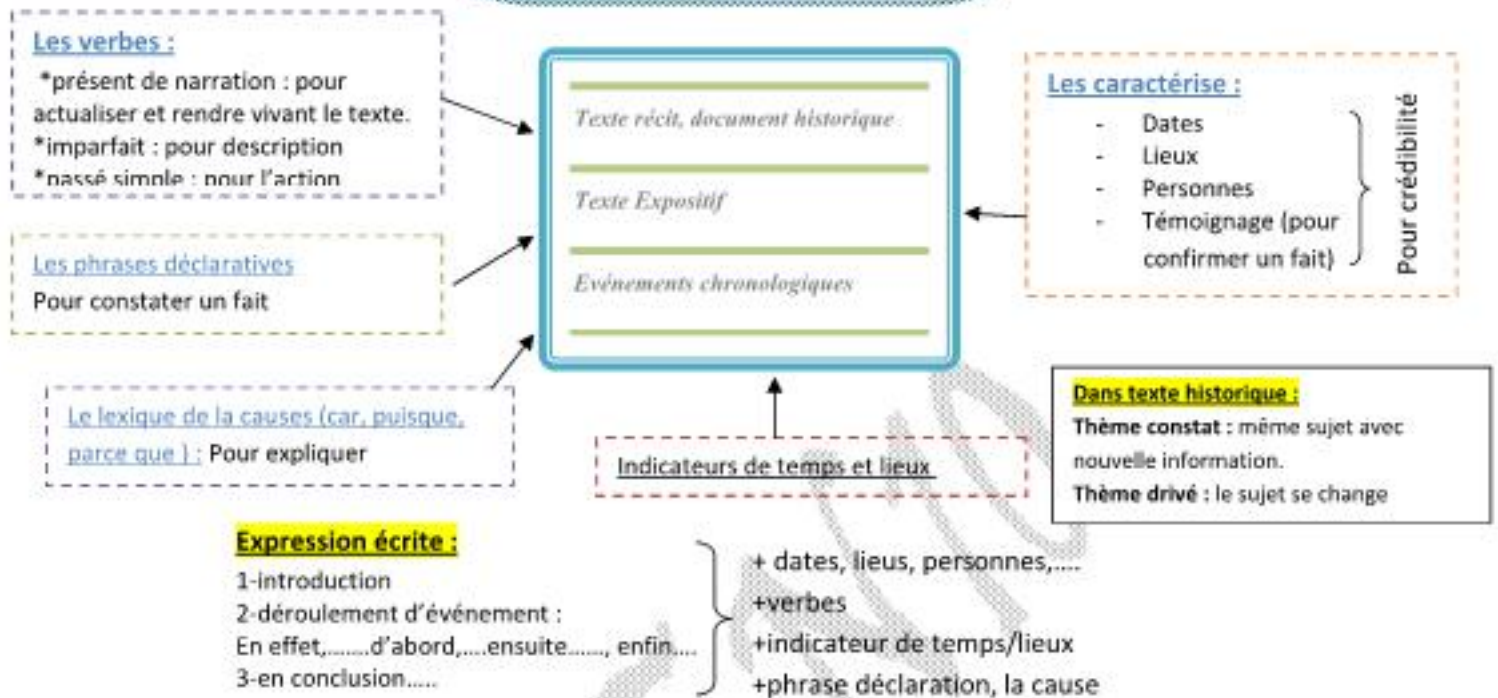 Les verbes :
*présent de narration : pour
actualiser et rendre vivant le texte.
*imparfait : pour description
*passé simple : pour l'action
Les phrases déclaratives
Pour constater un fait
Le lexique de la causes (car, puisque,
parce que ) : Pour expliquer
Texte récit, document historique
Texte Expositif
Evénements chronologiques
Indicateurs de temps et lieux
Les caractérise :
- Dates
- Lieux
- Personnes
- Témoignage (pour
confirmer un fait)
Pour crédibilité
Dans texte historique :
Thème constat : même sujet avec
nouvelle information.
Thème drivé : le sujet se change
Expression écrite :
1-introduction
2-déroulement d'événement :
En effet,.......d'abord,....ensuite......, enfin....
3-en conclusion.....
+ dates, lieus, personnes,....
+verbes
+indicateur de temps/lieux
+phrase déclaration, la cause